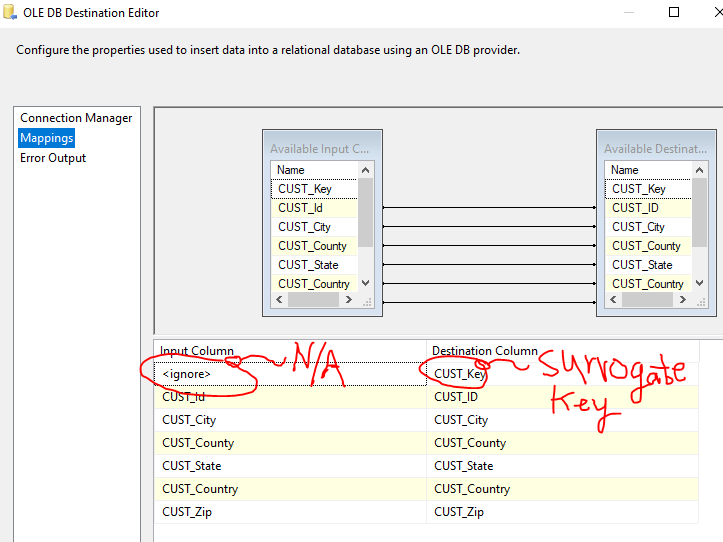 OLE DB Destination Editor
Configure the properties used to insert data into a relational database using an OLE DB provider.
Connection Manager
Mappings
Error Output
Available Input C...
Name
CUST_Key
CUST_Id
CUST_City
CUST_County
CUST_State
CUST_Country
Available Destinat...
Name
CUST_Key
CUST_ID
CUST_City
CUST_County
CUST_State
CUST_Country
Input Column Destination Column
<ignore> CUST_Key
CUST_Id CUST_ID
CUST_City CUST_City
CUST_County CUST_County
CUST_State CUST_State
CUST_Country CUST_Country
CUST_Zip CUST_Zip
N/A
Surrogate
Key